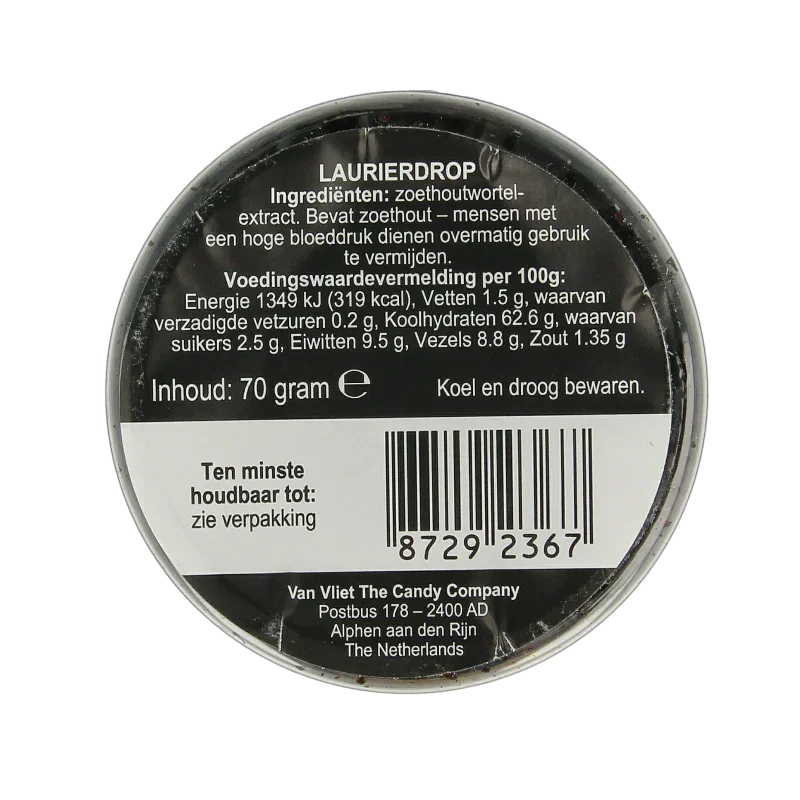 LAURIERDROP
Ingrediënten: zoethoutwortel-
extract. Bevat zoethout – mensen met
een hoge bloeddruk dienen overmatig gebruik
te vermijden.
Voedingswaardevermelding per 100g:
Energie 1349 kJ (319 kcal), Vetten 1.5 g, waarvan
verzadigde vetzuren 0.2 g, Koolhydraten 62.6 g, waarvan
suikers 2.5 g, Eiwitten 9.5 g, Vezels 8.8 g, Zout 1.35 g
Inhoud: 70 gram ℮ Koel en droog bewaren.
Ten minste
houdbaar tot:
zie verpakking
8729 2367
Van Vliet The Candy Company
Postbus 178 – 2400 AD
Alphen aan den Rijn
The Netherlands